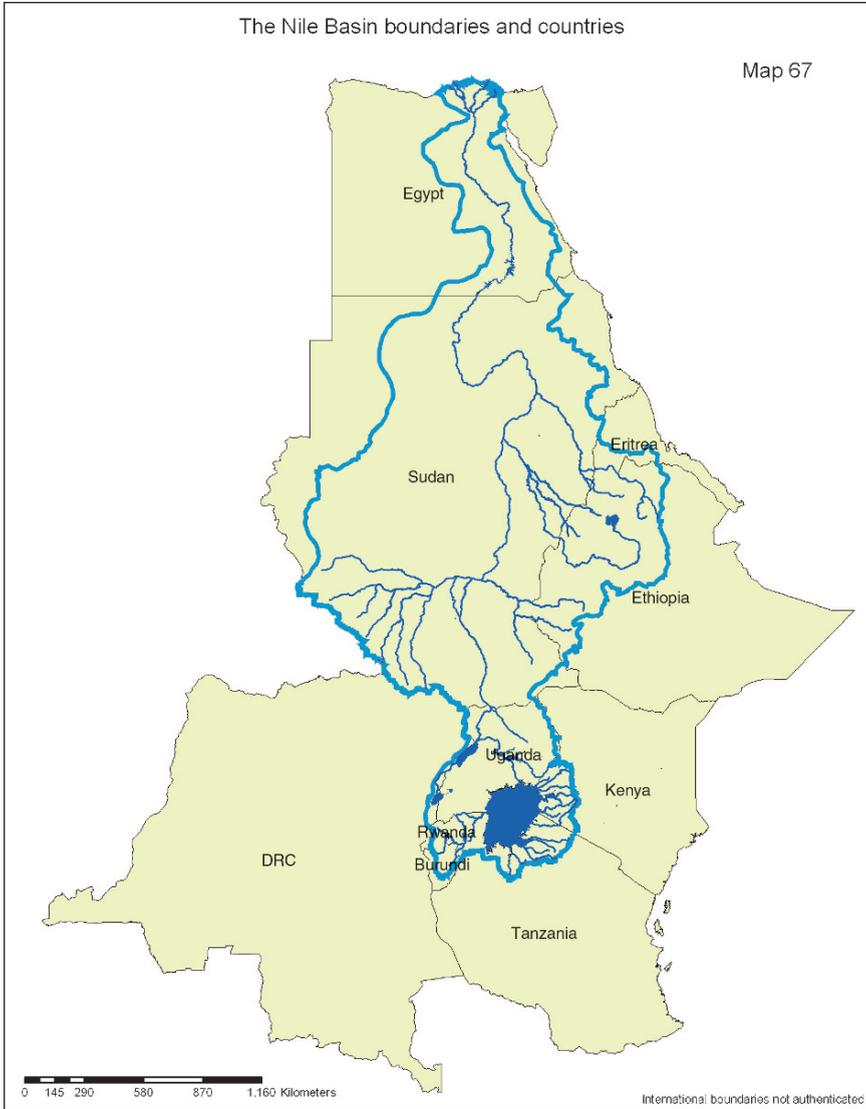 The Nile Basin boundaries and countries
Map 67
Egypt
Eritrea
Sudan
Ethiopia
Uganda
Kenya
Rwanda
DRC
Burundi
Tanzania
0 145 290 580 870 1,160 Kilometers
International boundaries not authenticated